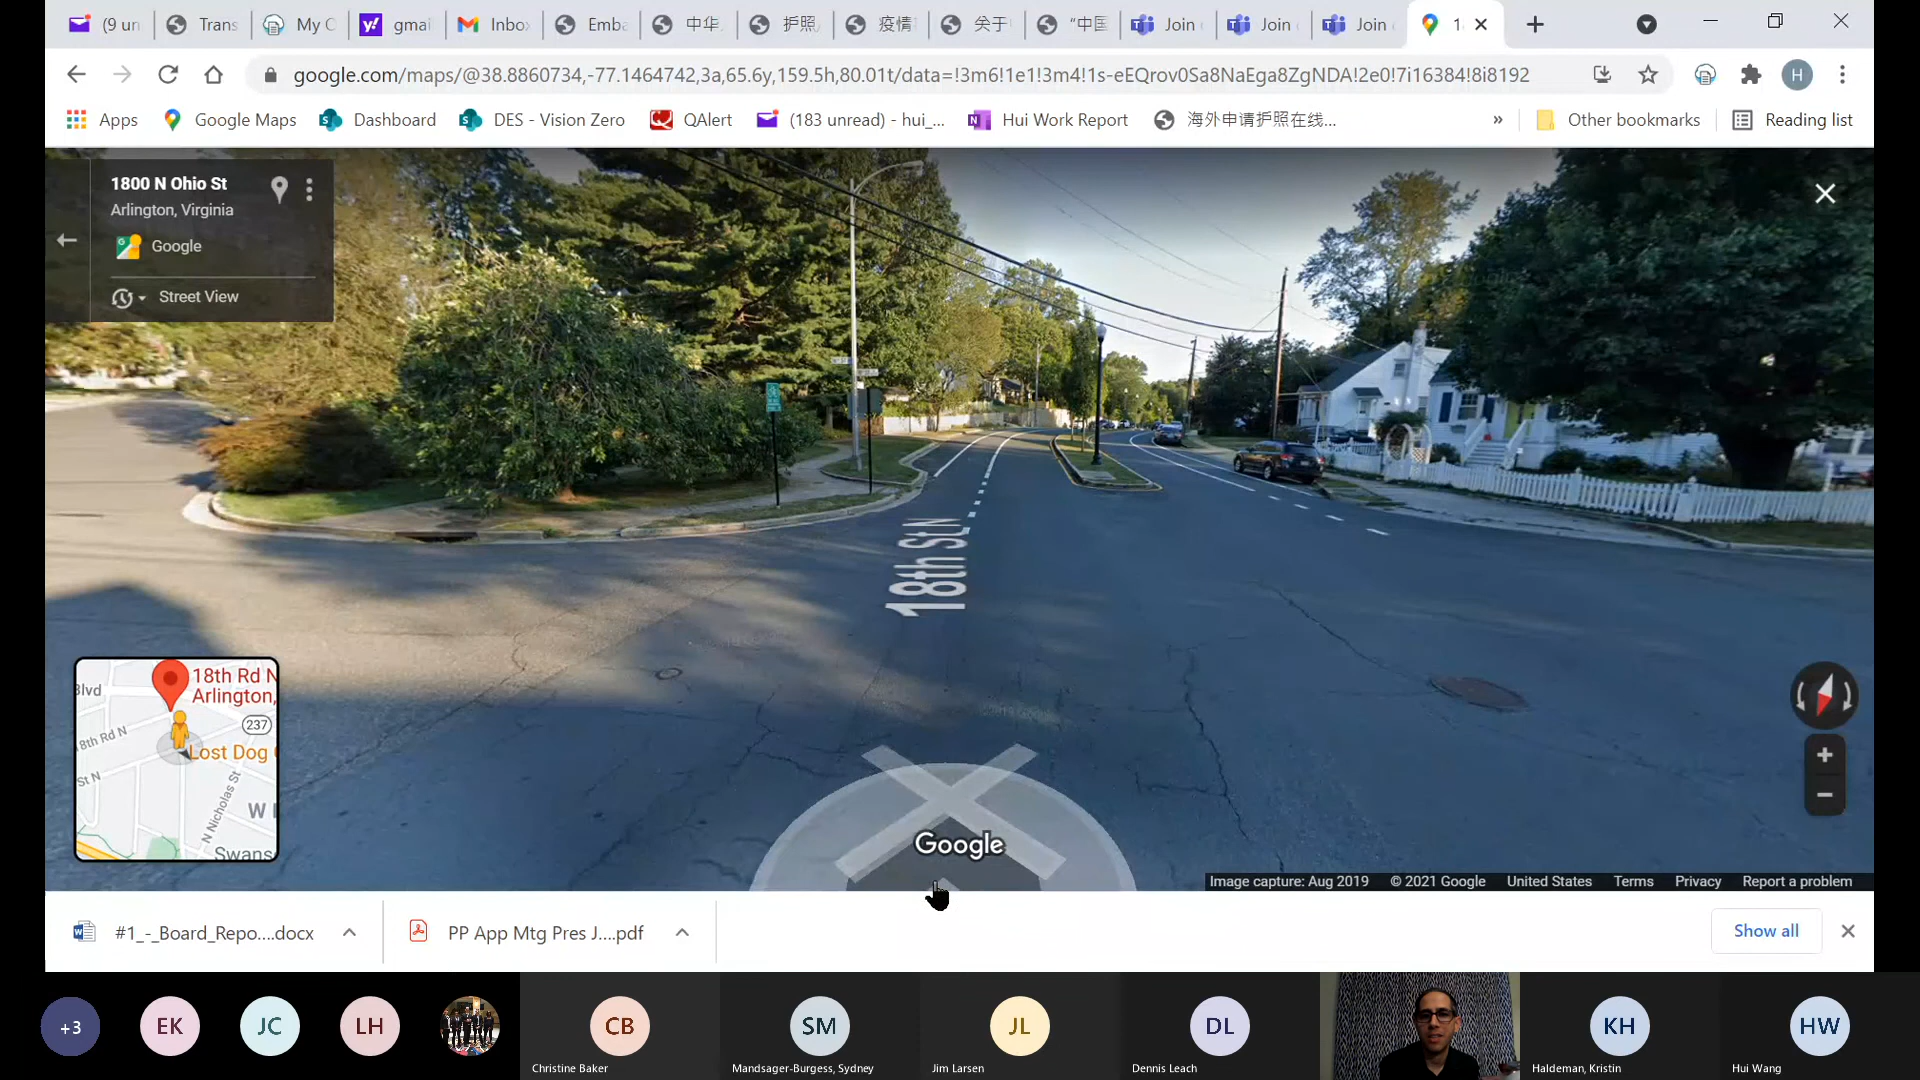 (9 un
Trans
My C
gmai
Inbo
Emba
中华
护照
疫情
关于
“中国
Join
Join
Join
google.com/maps/@38.8860734,-77.1464742,3a,65.6y,159.5h,80.01t/data=!3m6!1e1!3m4!1s-eEQrov0Sa8NaEga8ZgNDA!2e0!7i16384!8i8192
H
Apps
Google Maps
Dashboard
DES - Vision Zero
QAlert
(183 unread) - hui_...
Hui Work Report
海外申请护照在线...
»
Other bookmarks
Reading list
1800 N Ohio St
Arlington, Virginia
Google
Street View
18th St N
Blvd
18th Rd N
Arlington,
237
18th Rd N
Lost Dog
St N
N Nicholas St
W
Swans
Google
Image capture: Aug 2019
© 2021 Google
United States
Terms
Privacy
Report a problem
#1_-_Board_Repo....docx
PP App Mtg Pres J....pdf
Show all
+3
EK
JC
LH
CB
SM
JL
DL
KH
HW
Christine Baker
Mandsager-Burgess, Sydney
Jim Larsen
Dennis Leach
Haldeman, Kristin
Hui Wang